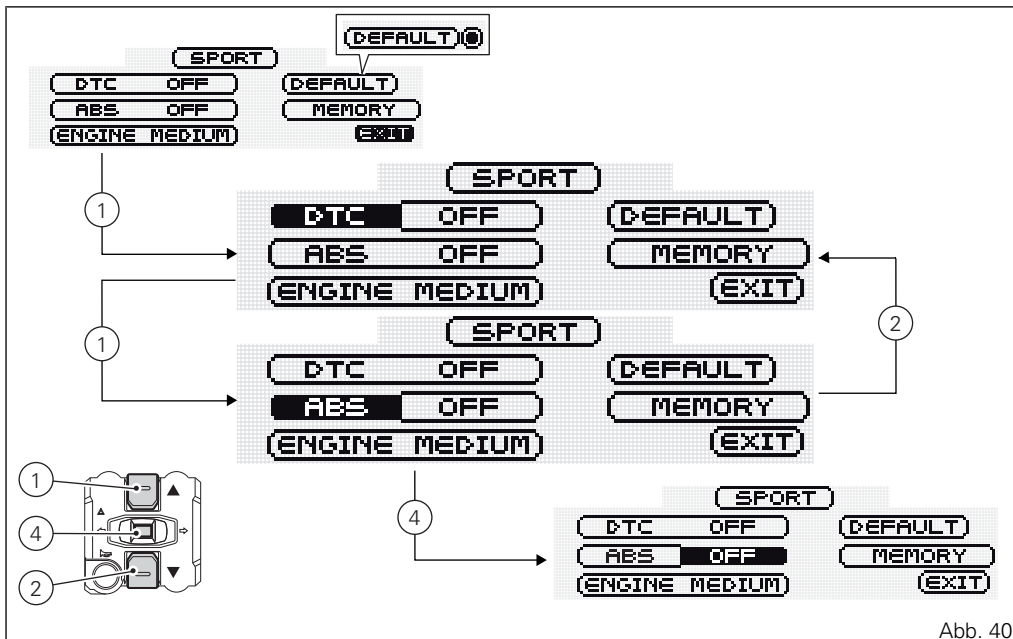 DEFAULT
SPORT
DTC OFF DEFAULT
ABS OFF MEMORY
ENGINE MEDIUM EXIT
1
SPORT
DTC OFF DEFAULT
ABS OFF MEMORY
ENGINE MEDIUM EXIT
1
2
SPORT
DTC OFF DEFAULT
ABS OFF MEMORY
ENGINE MEDIUM EXIT
1
4
2
4
SPORT
DTC OFF DEFAULT
ABS OFF MEMORY
ENGINE MEDIUM EXIT
Abb. 40